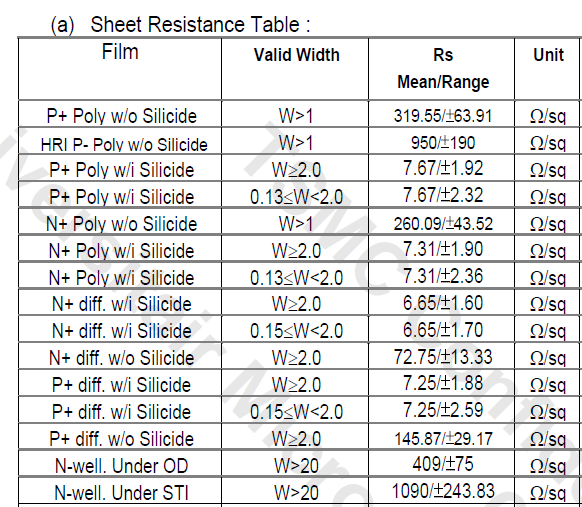 (a) Sheet Resistance Table :
Film Valid Width Rs Unit
Mean/Range
P+ Poly w/o Silicide W>1 319.55/±63.91 Ω/sq
HRI P- Poly w/o Silicide W>1 950/±190 Ω/sq
P+ Poly w/i Silicide W≥2.0 7.67/±1.92 Ω/sq
P+ Poly w/i Silicide 0.13≤W<2.0 7.67/±2.32 Ω/sq
N+ Poly w/o Silicide W>1 260.09/±43.52 Ω/sq
N+ Poly w/i Silicide W≥2.0 7.31/±1.90 Ω/sq
N+ Poly w/i Silicide 0.13≤W<2.0 7.31/±2.36 Ω/sq
N+ diff. w/i Silicide W≥2.0 6.65/±1.60 Ω/sq
N+ diff. w/i Silicide 0.15≤W<2.0 6.65/±1.70 Ω/sq
N+ diff. w/o Silicide W≥2.0 72.75/±13.33 Ω/sq
P+ diff. w/i Silicide W≥2.0 7.25/±1.88 Ω/sq
P+ diff. w/i Silicide 0.15≤W<2.0 7.25/±2.59 Ω/sq
P+ diff. w/o Silicide W≥2.0 145.87/±29.17 Ω/sq
N-well. Under OD W>20 409/±75 Ω/sq
N-well. Under STI W>20 1090/±243.83 Ω/sq
TSMC